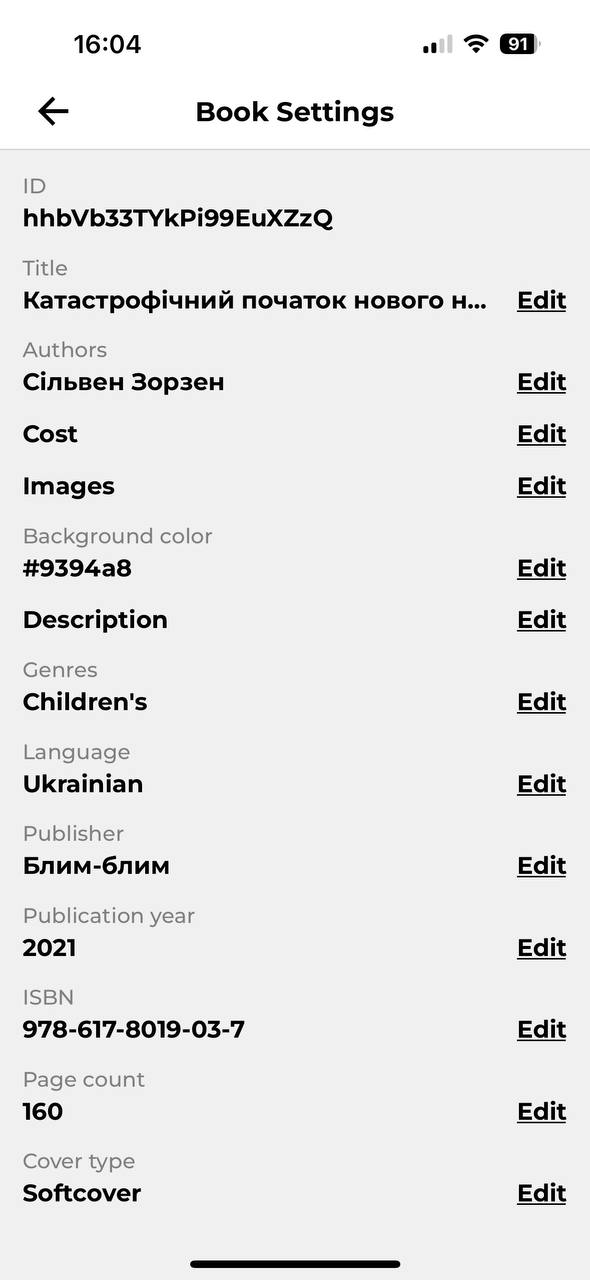 16:04
91
Book Settings
ID
hhbVb33TYkPi99EuXZzQ
Title
Катастрофічний початок нового н... Edit
Authors
Сільвен Зорзен Edit
Cost Edit
Images Edit
Background color
#9394a8 Edit
Description Edit
Genres
Children's Edit
Language
Ukrainian Edit
Publisher
Блим-блим Edit
Publication year
2021 Edit
ISBN
978-617-8019-03-7 Edit
Page count
160 Edit
Cover type
Softcover Edit